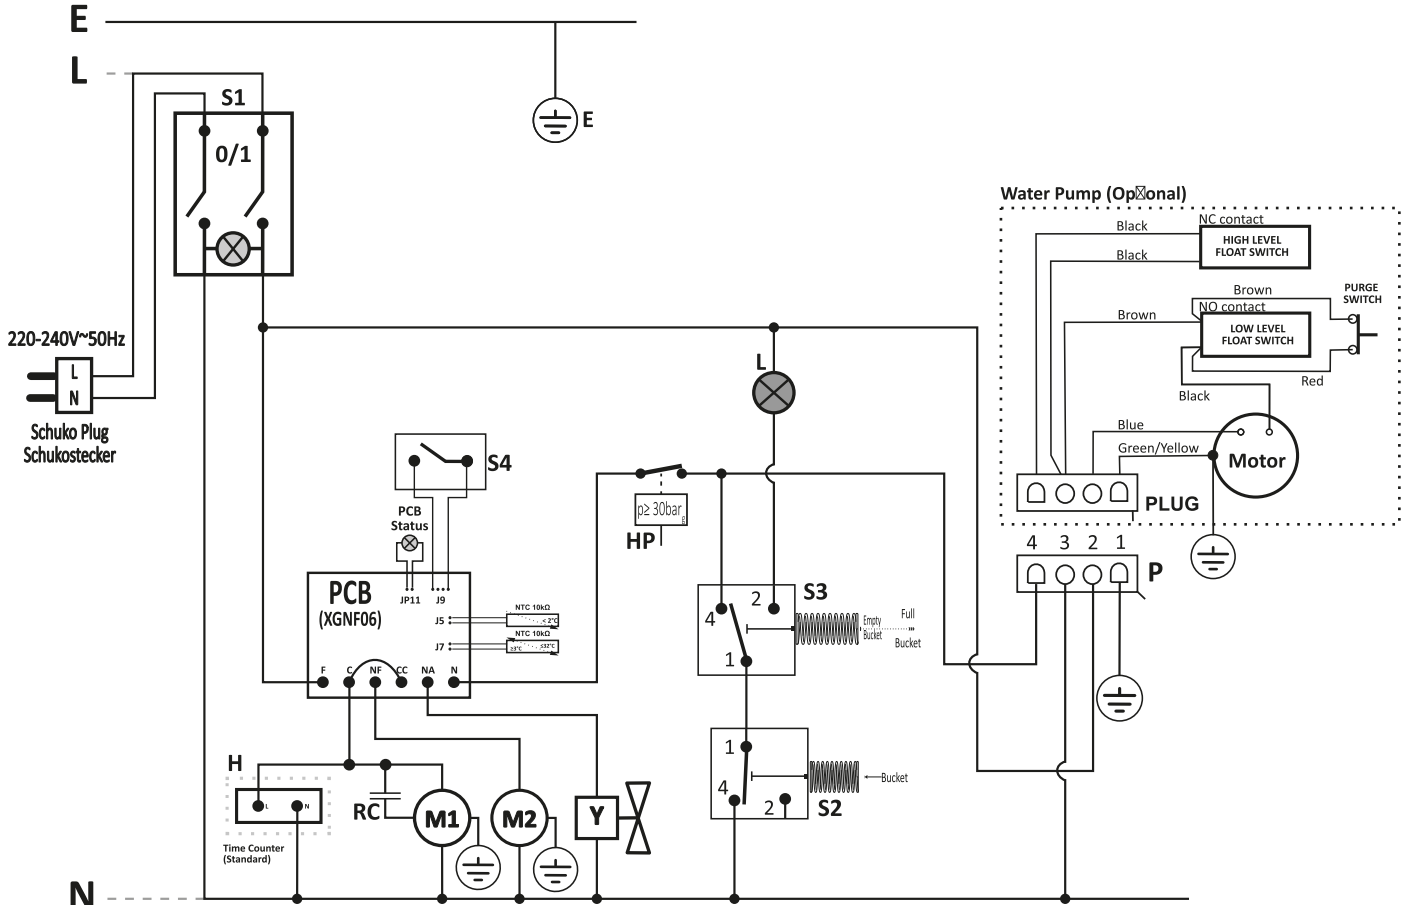 E
L
S1
0/1
E
Water Pump (Op☒onal)
NC contact
Black
HIGH LEVEL
FLOAT SWITCH
Black
Brown
PURGE
SWITCH
NO contact
Brown
LOW LEVEL
FLOAT SWITCH
220-240V~50Hz
L
N
Schuko Plug
Schukostecker
L
Red
Black
Blue
Green/Yellow
Motor
S4
PCB
Status
p≥ 30bar
HP
PLUG
4 3 2 1
P
PCB
(XGNF06)
JP11 J9
J5
NTC 10kΩ
< 2°C
J7
NTC 10kΩ
≥3°C ≤32°C
F C NF CC NA N
S3
4 2
1
Empty
Bucket
Full
Bucket
1
4 2
S2
Bucket
H
L N
Time Counter
(Standard)
RC
M1
M2
Y
N